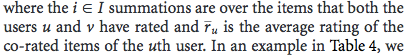 where the i ∈ I summations are over the items that both the
users u and v have rated and r̄ᵤ is the average rating of the
co-rated items of the uth user. In an example in Table 4, we